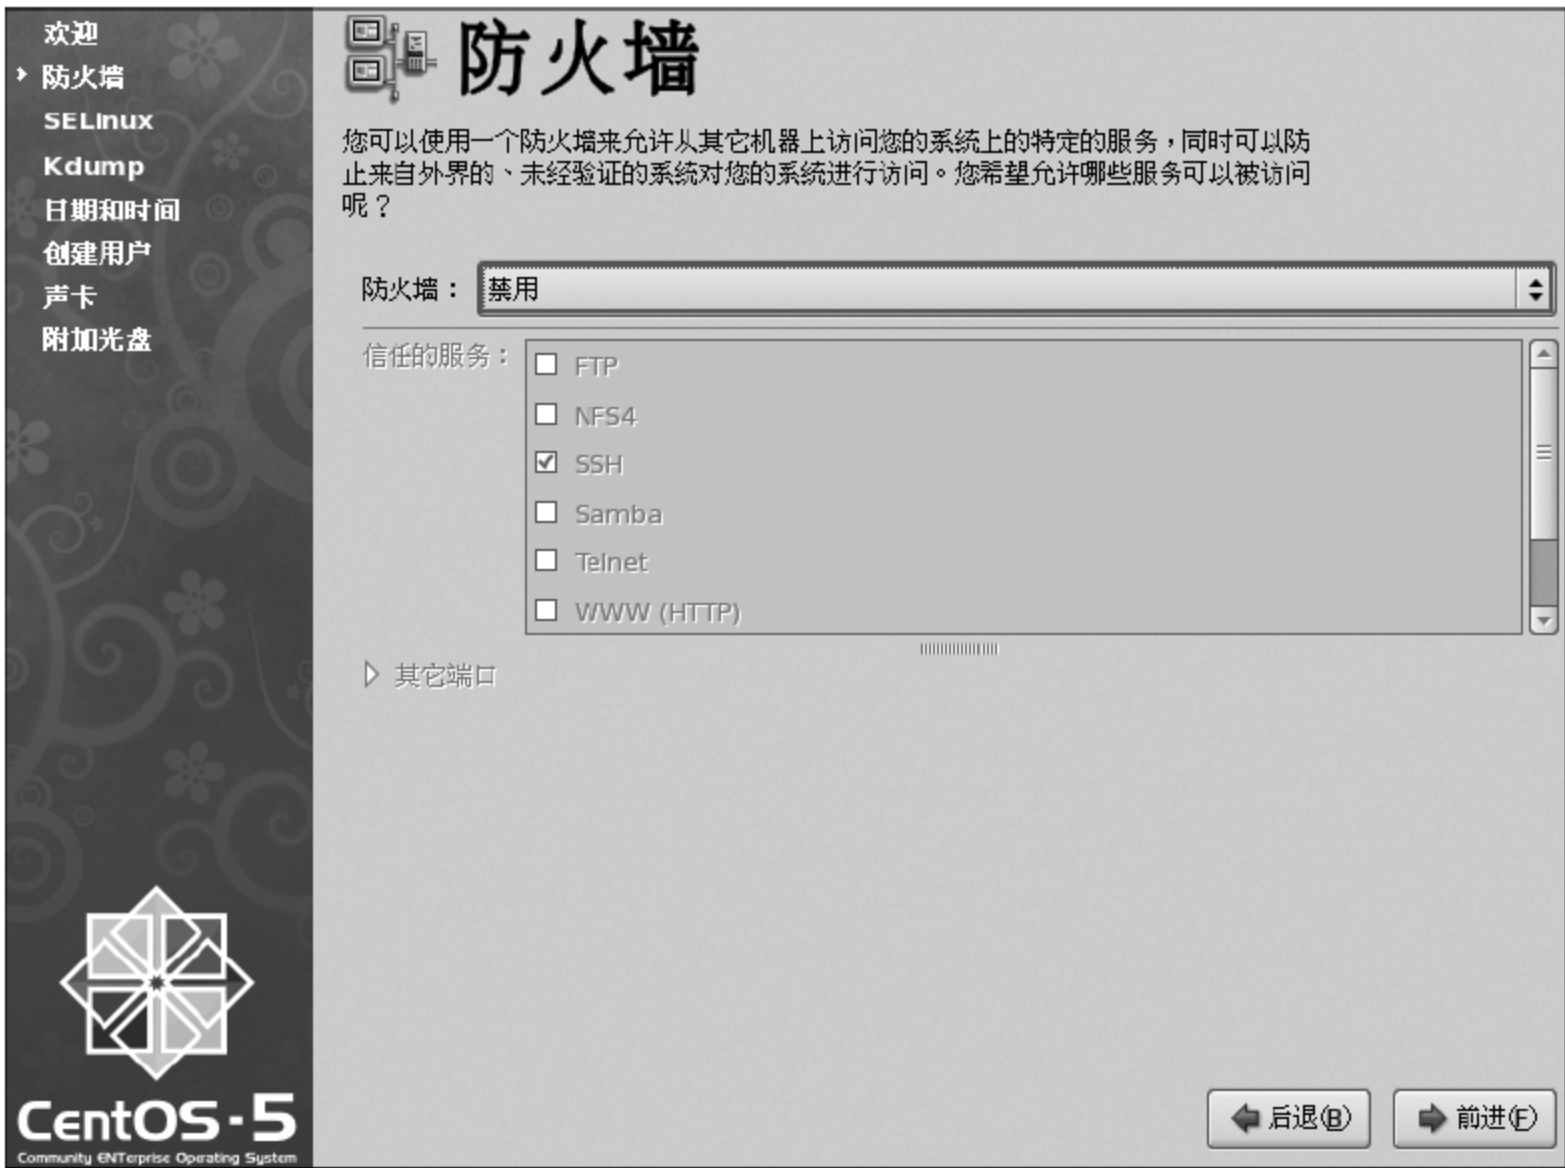 欢迎
防火墙
SELinux
Kdump
日期和时间
创建用户
声卡
附加光盘
防火墙
您可以使用一个防火墙来允许从其它机器上访问您的系统上的特定的服务，同时可以防
止来自外界的、未经验证的系统对您的系统进行访问。您希望允许哪些服务可以被访问
呢？
防火墙：
禁用
信任的服务：
FTP
NFS4
SSH
Samba
Telnet
WWW (HTTP)
其它端口
CentOS-5
Community ENTerprise Operating System
后退(B)
前进(F)